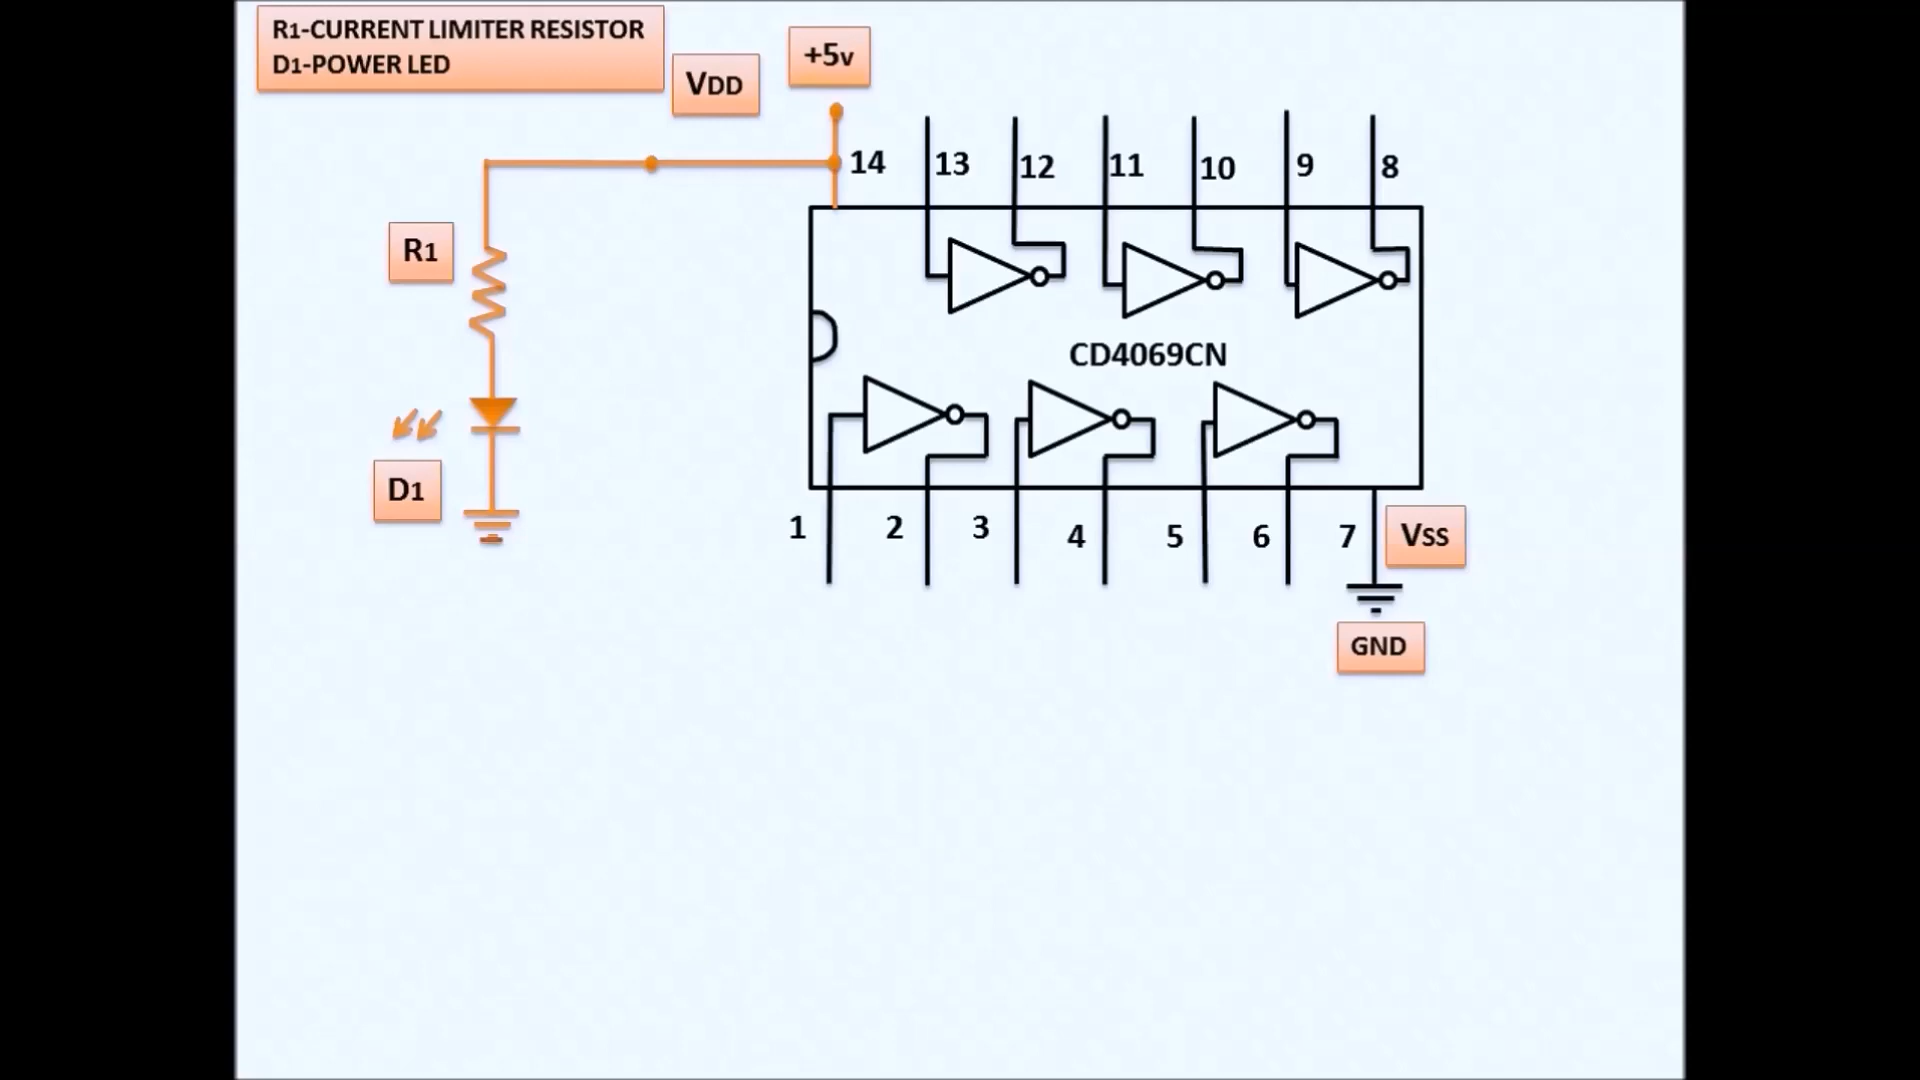 R1-CURRENT LIMITER RESISTOR
D1-POWER LED
VDD
+5v
14
13
12
11
10
9
8
R1
CD4069CN
D1
1
2
3
4
5
6
7
VSS
GND